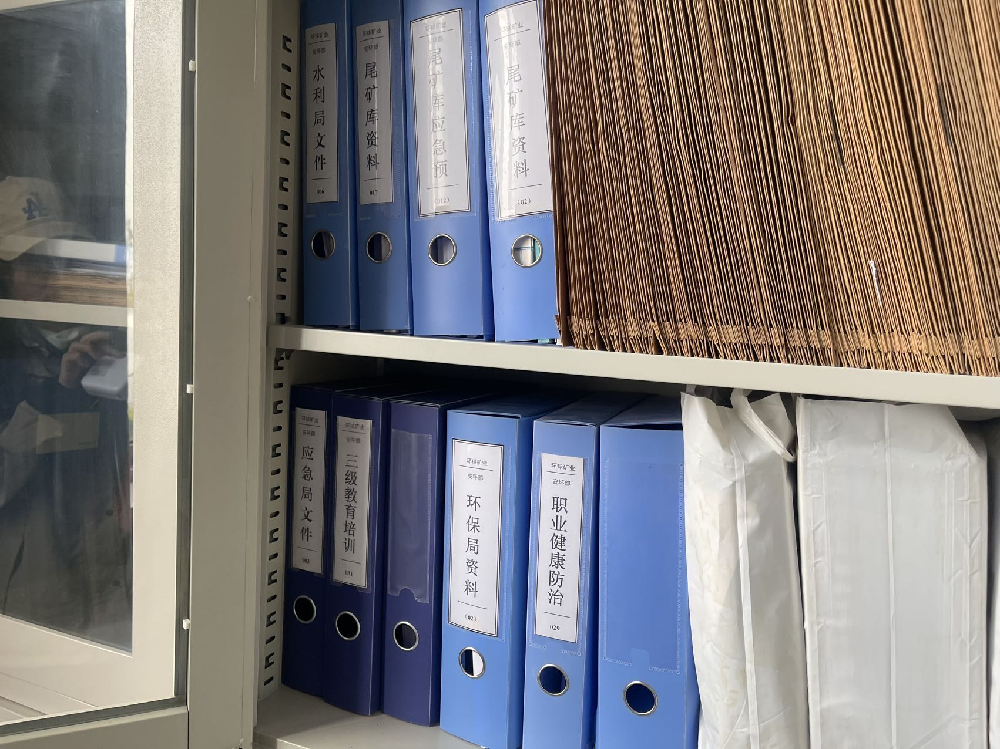 环球矿业
安环部
水利局文件
006
环球矿业
安环部
尾矿库资料
017
环球矿业
安环部
尾矿库应急预
(012)
环球矿业
安环部
尾矿库资料
(02)
环球矿业
安环部
应急局文件
003
环球矿业
安环部
三级教育培训
031
环球矿业
安环部
环保局资料
(02)
环球矿业
安环部
职业健康防治
029
LA